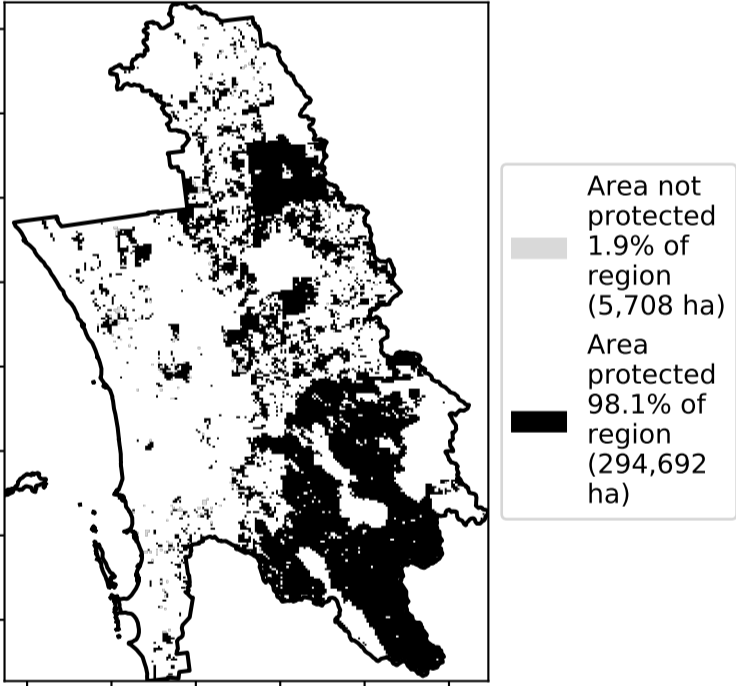 Area not
protected
1.9% of
region
(5,708 ha)
Area
protected
98.1% of
region
(294,692
ha)